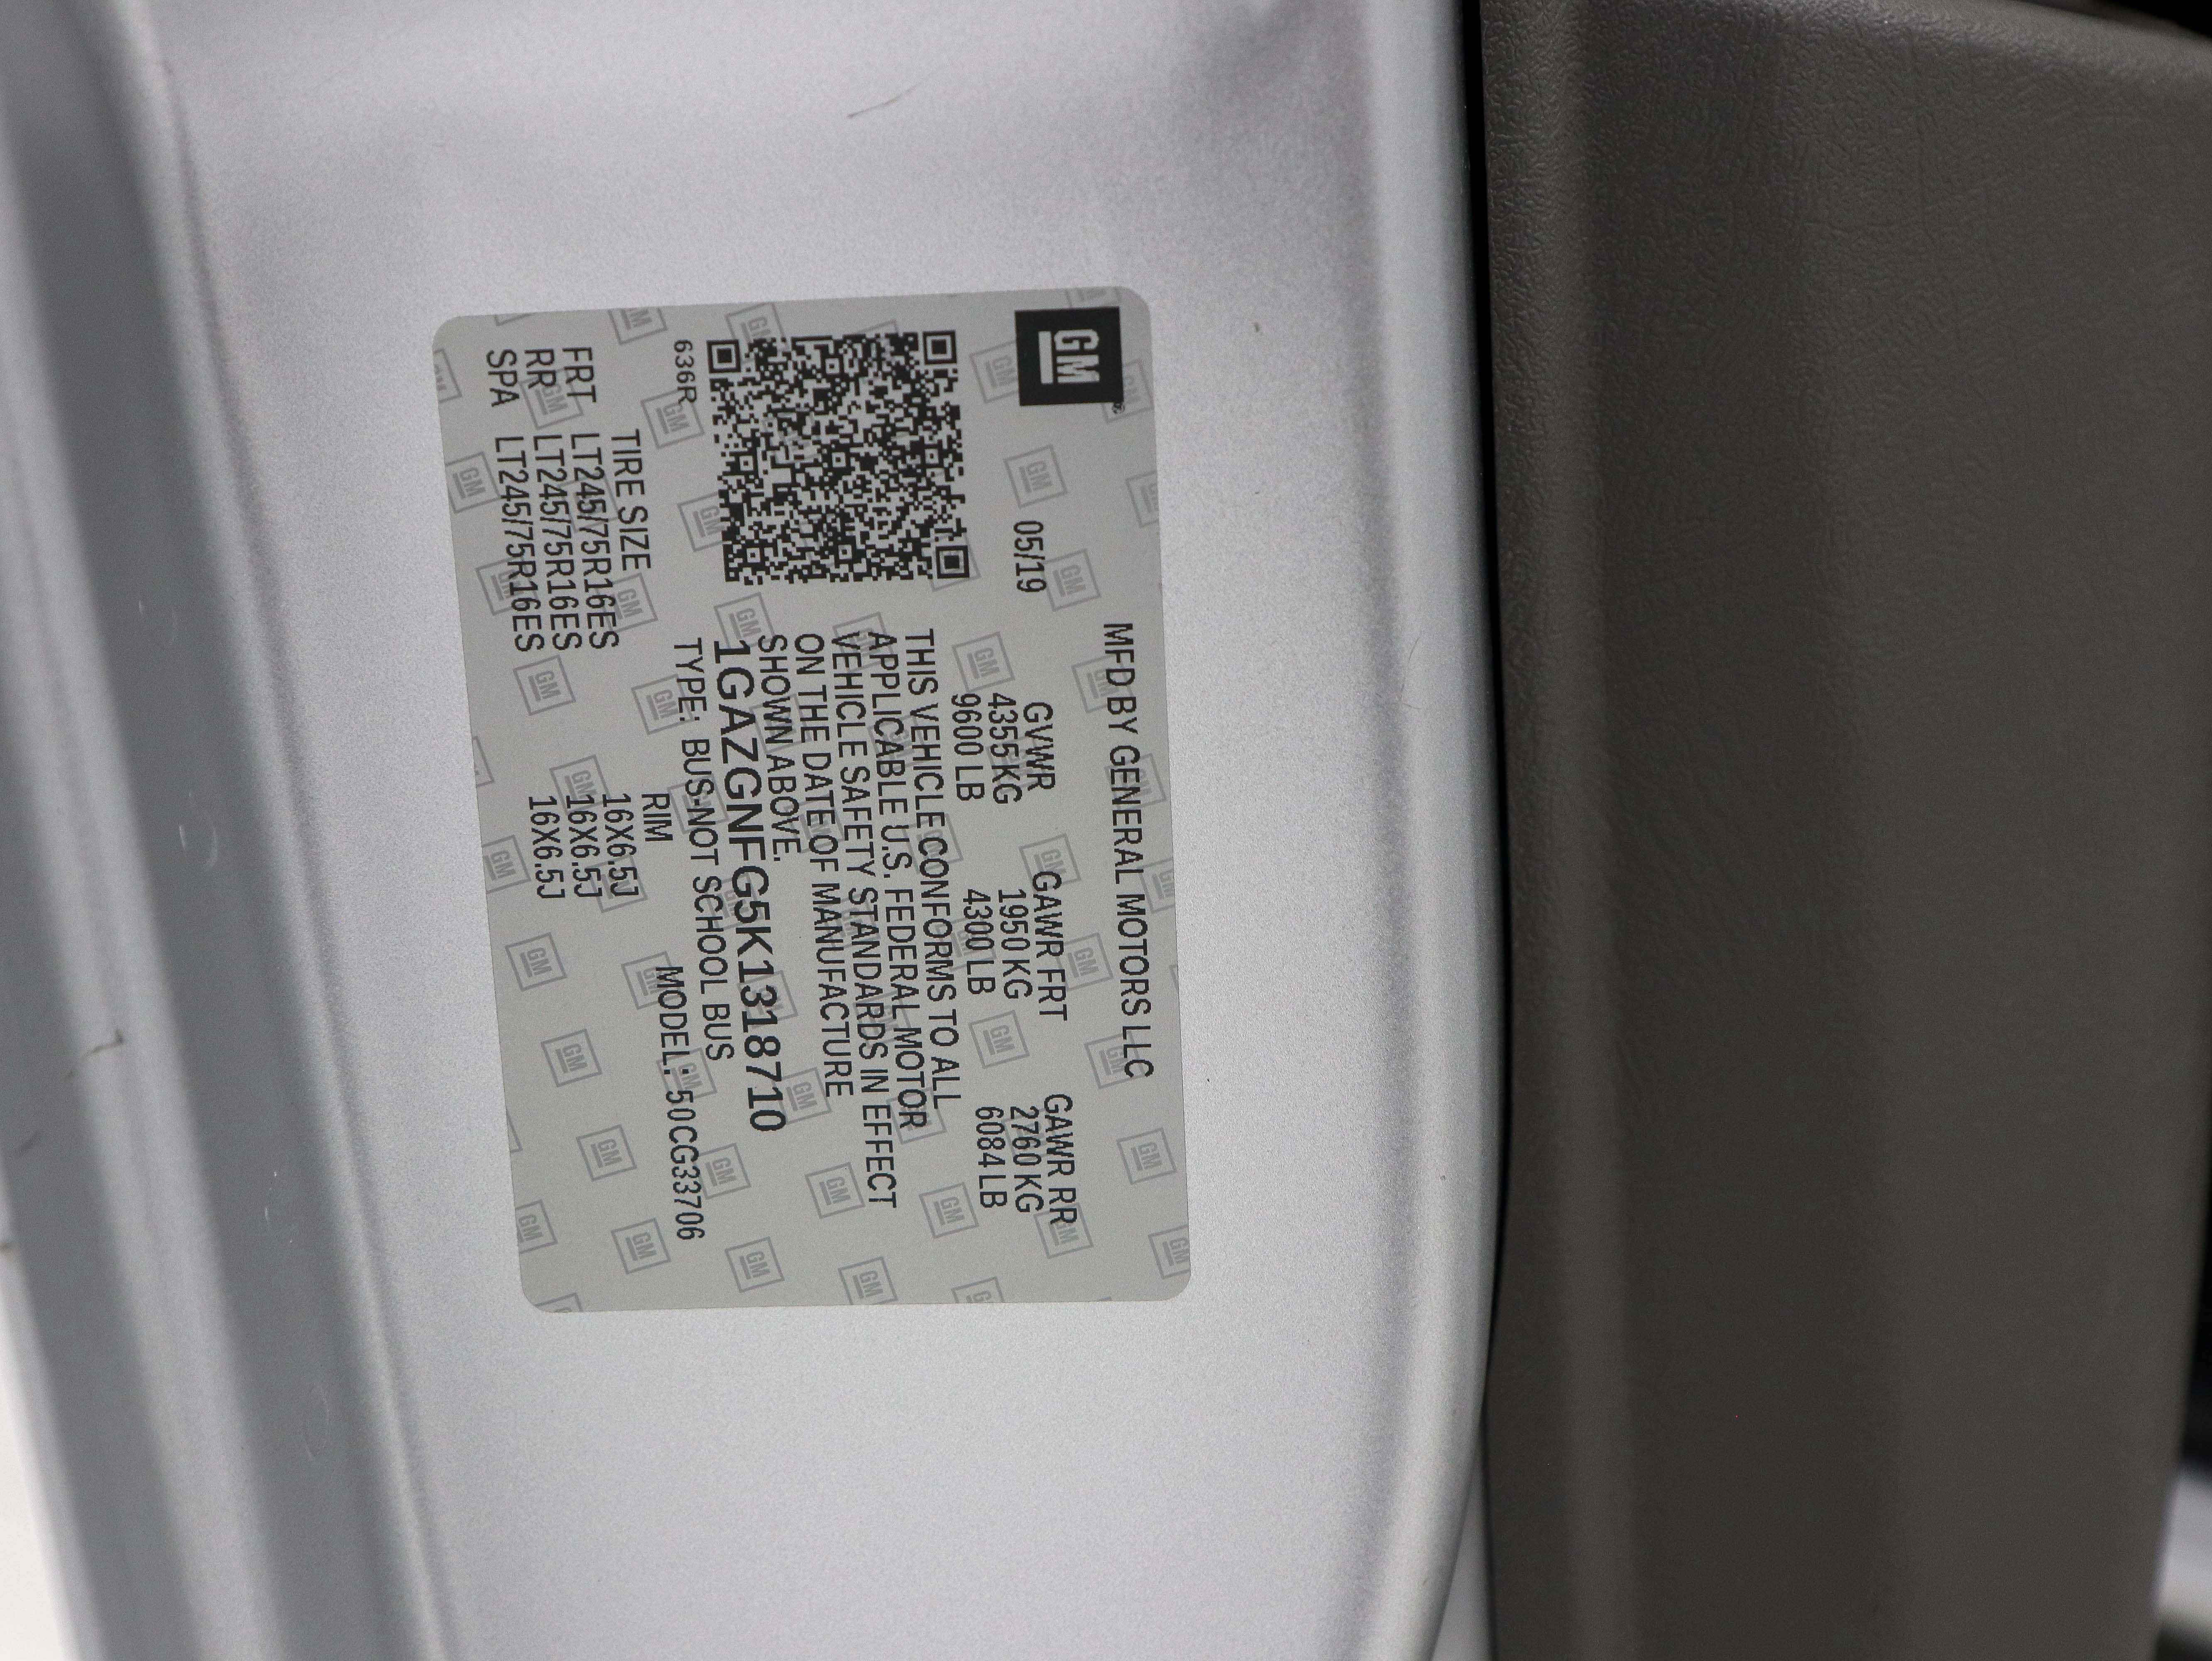 GM
MFD BY GENERAL MOTORS LLC
05/19
GVWR GAWR FRT GAWR RR
4355 KG 1950 KG 2760 KG
9600 LB 4300 LB 6084 LB
THIS VEHICLE CONFORMS TO ALL
APPLICABLE U.S. FEDERAL MOTOR
VEHICLE SAFETY STANDARDS IN EFFECT
ON THE DATE OF MANUFACTURE
SHOWN ABOVE.
1GAZGNFG5K1318710
TYPE: BUS-NOT SCHOOL BUS
636R
MODEL: 50CG33706
TIRE SIZE RIM
FRT LT245/75R16ES 16X6.5J
RR LT245/75R16ES 16X6.5J
SPA LT245/75R16ES 16X6.5J